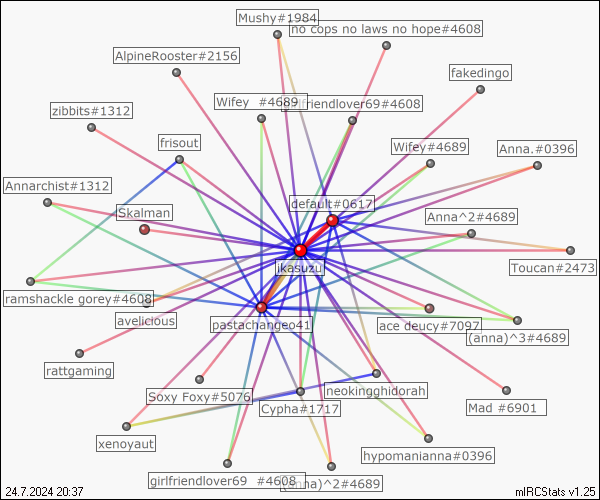 Mushy#1984
no cops no laws no hope#4608
AlpineRooster#2156
fakedingo
Wifey #4689
girlfriendlover69#4608
zibbits#1312
frisout
Wifey#4689
Anna.#0396
Annarchist#1312
default#0617
Skalman
Anna^2#4689
jkasuzu
Toucan#2473
ramshackle gorey#4608
avelicious
pastachangeo41
ace deucy#7097
(anna)^3#4689
rattgaming
Soxy Foxy#5076
neokingghidorah
Cypha#1717
Mad #6901
xenoyaut
hypomanianna#0396
girlfriendlover69 #4608
(anna)^2#4689
24.7.2024 20:37
mIRCStats v1.25